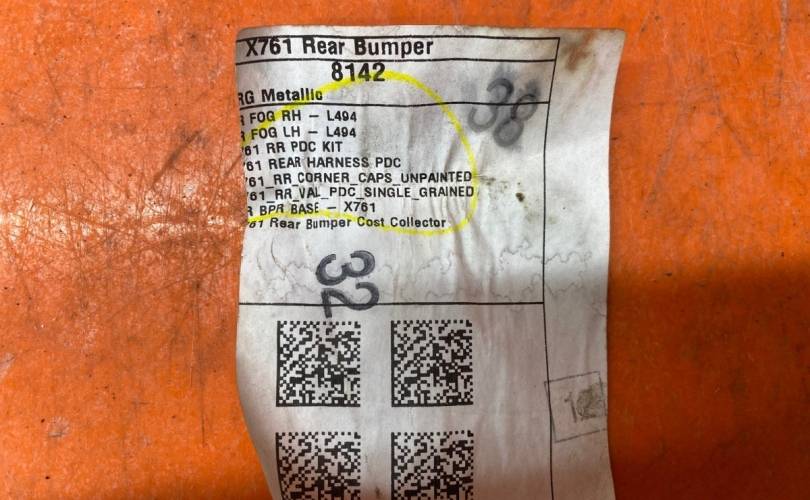 X761 Rear Bumper
8142
RG Metallic
R FOG RH - L494
R FOG LH - L494
761 RR PDC KIT
761 REAR HARNESS PDC
761_RR_CORNER_CAPS_UNPAINTED
761_RR_VAL_PDC_SINGLE_GRAINED
R BPR BASE - X761
761 Rear Bumper Cost Collector
38
32